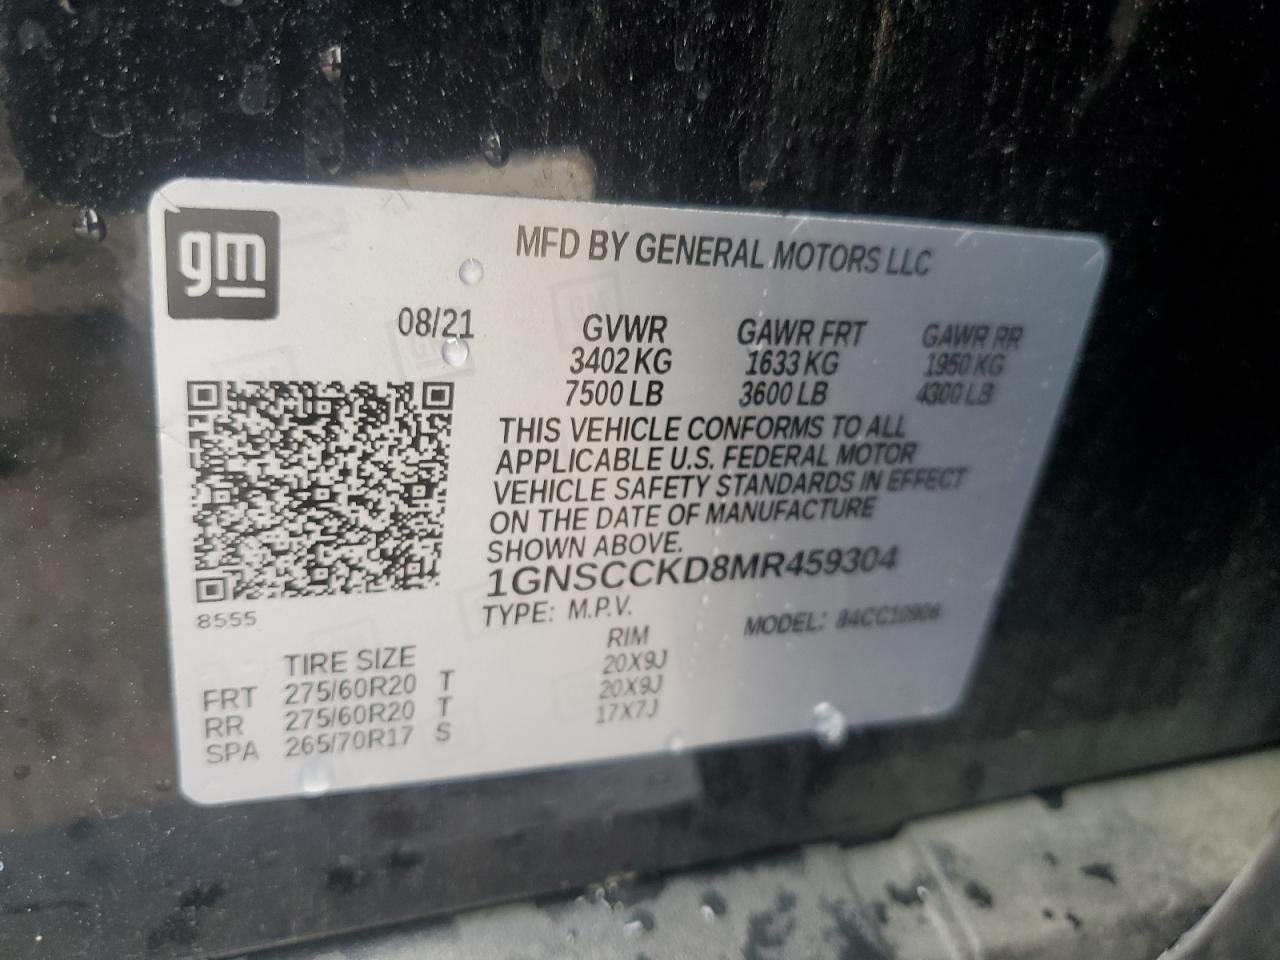 gm
MFD BY GENERAL MOTORS LLC
08/21 GVWR GAWR FRT GAWR RR
3402 KG 1633 KG 1950 KG
7500 LB 3600 LB 4300 LB
THIS VEHICLE CONFORMS TO ALL
APPLICABLE U.S. FEDERAL MOTOR
VEHICLE SAFETY STANDARDS IN EFFECT
ON THE DATE OF MANUFACTURE
SHOWN ABOVE.
1GNSCCKD8MR459304
8555
TYPE: M.P.V. MODEL: 84CC10906
TIRE SIZE RIM
FRT 275/60R20 T 20X9J
RR 275/60R20 T 20X9J
SPA 265/70R17 S 17X7J